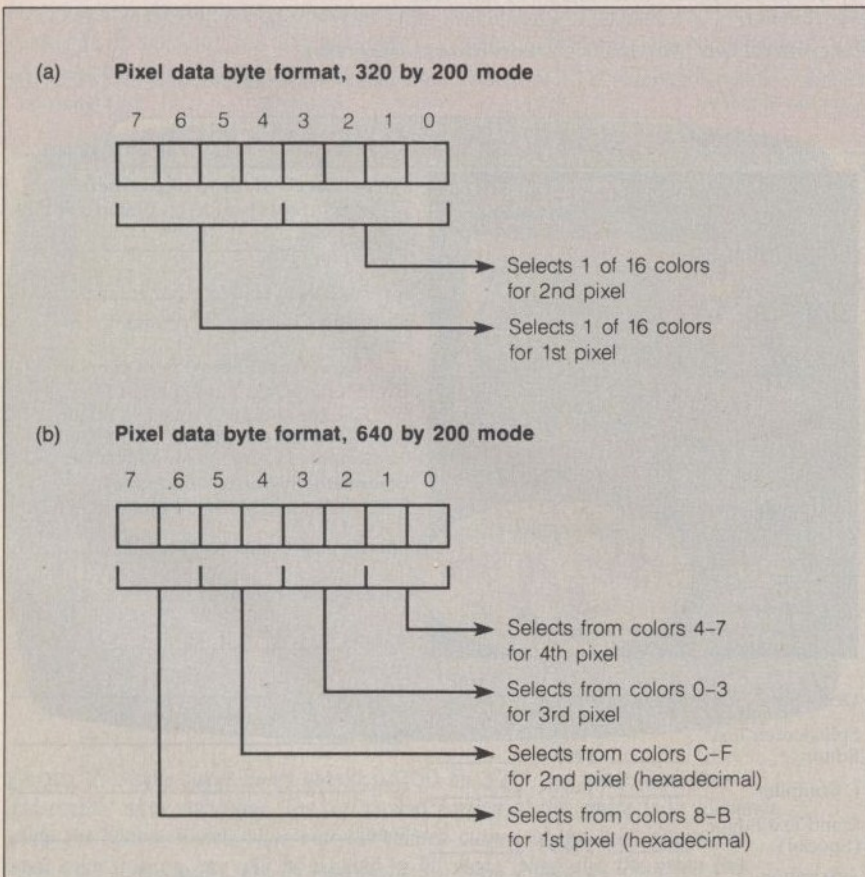 (a) Pixel data byte format, 320 by 200 mode
7 6 5 4 3 2 1 0
Selects 1 of 16 colors
for 2nd pixel
Selects 1 of 16 colors
for 1st pixel
(b) Pixel data byte format, 640 by 200 mode
7 .6 5 4 3 2 1 0
Selects from colors 4–7
for 4th pixel
Selects from colors 0–3
for 3rd pixel
Selects from colors C–F
for 2nd pixel (hexadecimal)
Selects from colors 8–B
for 1st pixel (hexadecimal)